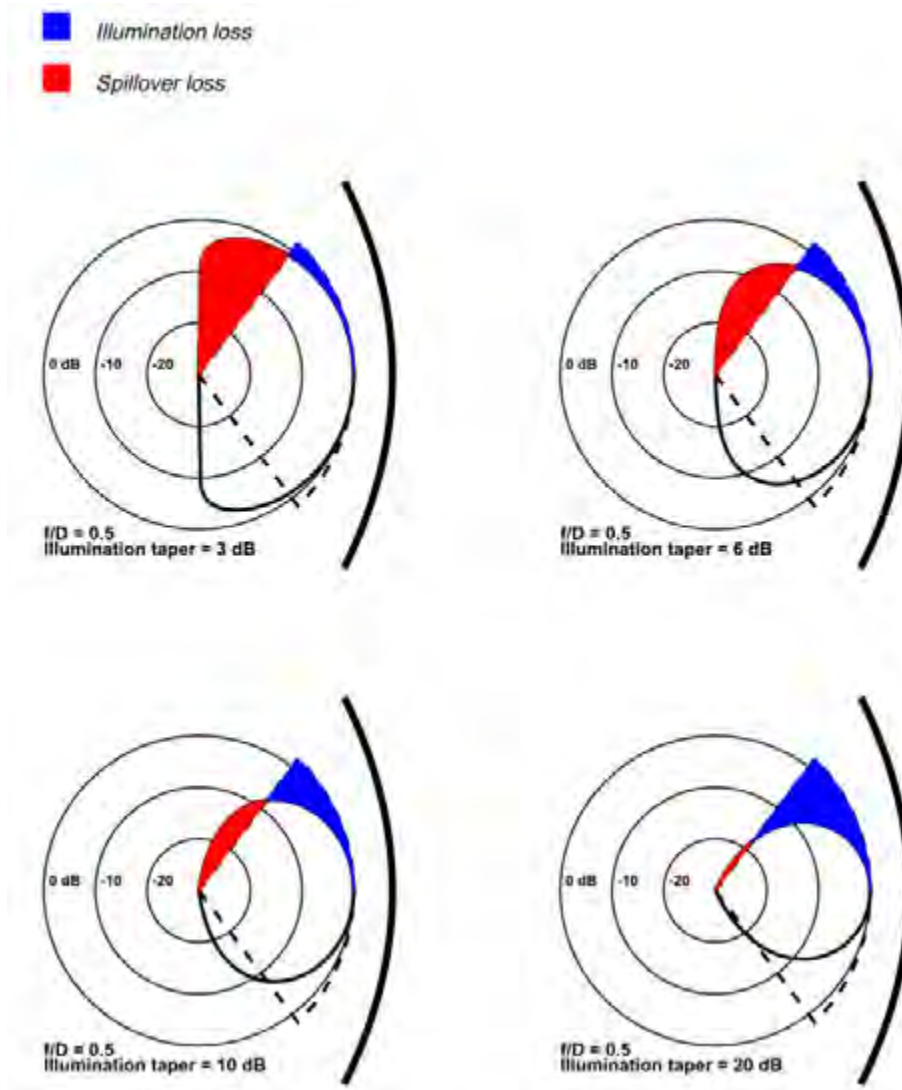 Illumination loss
Spillover loss
0 dB -10 -20
f/D = 0.5
Illumination taper = 3 dB
0 dB -10 -20
f/D = 0.5
Illumination taper = 6 dB
0 dB -10 -20
f/D = 0.5
Illumination taper = 10 dB
0 dB -10 -20
f/D = 0.5
Illumination taper = 20 dB